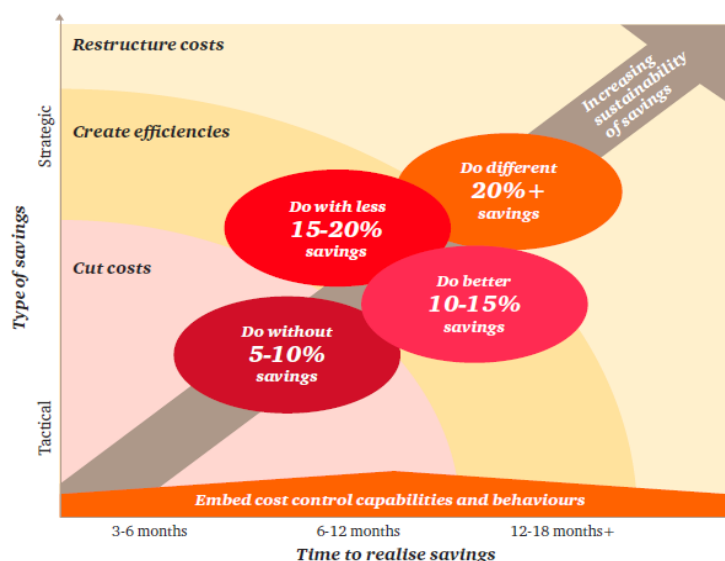 Restructure costs
Increasing
sustainability
of savings
Create efficiencies
Strategic
Do different
20%+
savings
Do with less
15-20%
savings
Type of savings
Cut costs
Do better
10-15%
savings
Do without
5-10%
savings
Tactical
Embed cost control capabilities and behaviours
3-6 months
6-12 months
12-18 months+
Time to realise savings